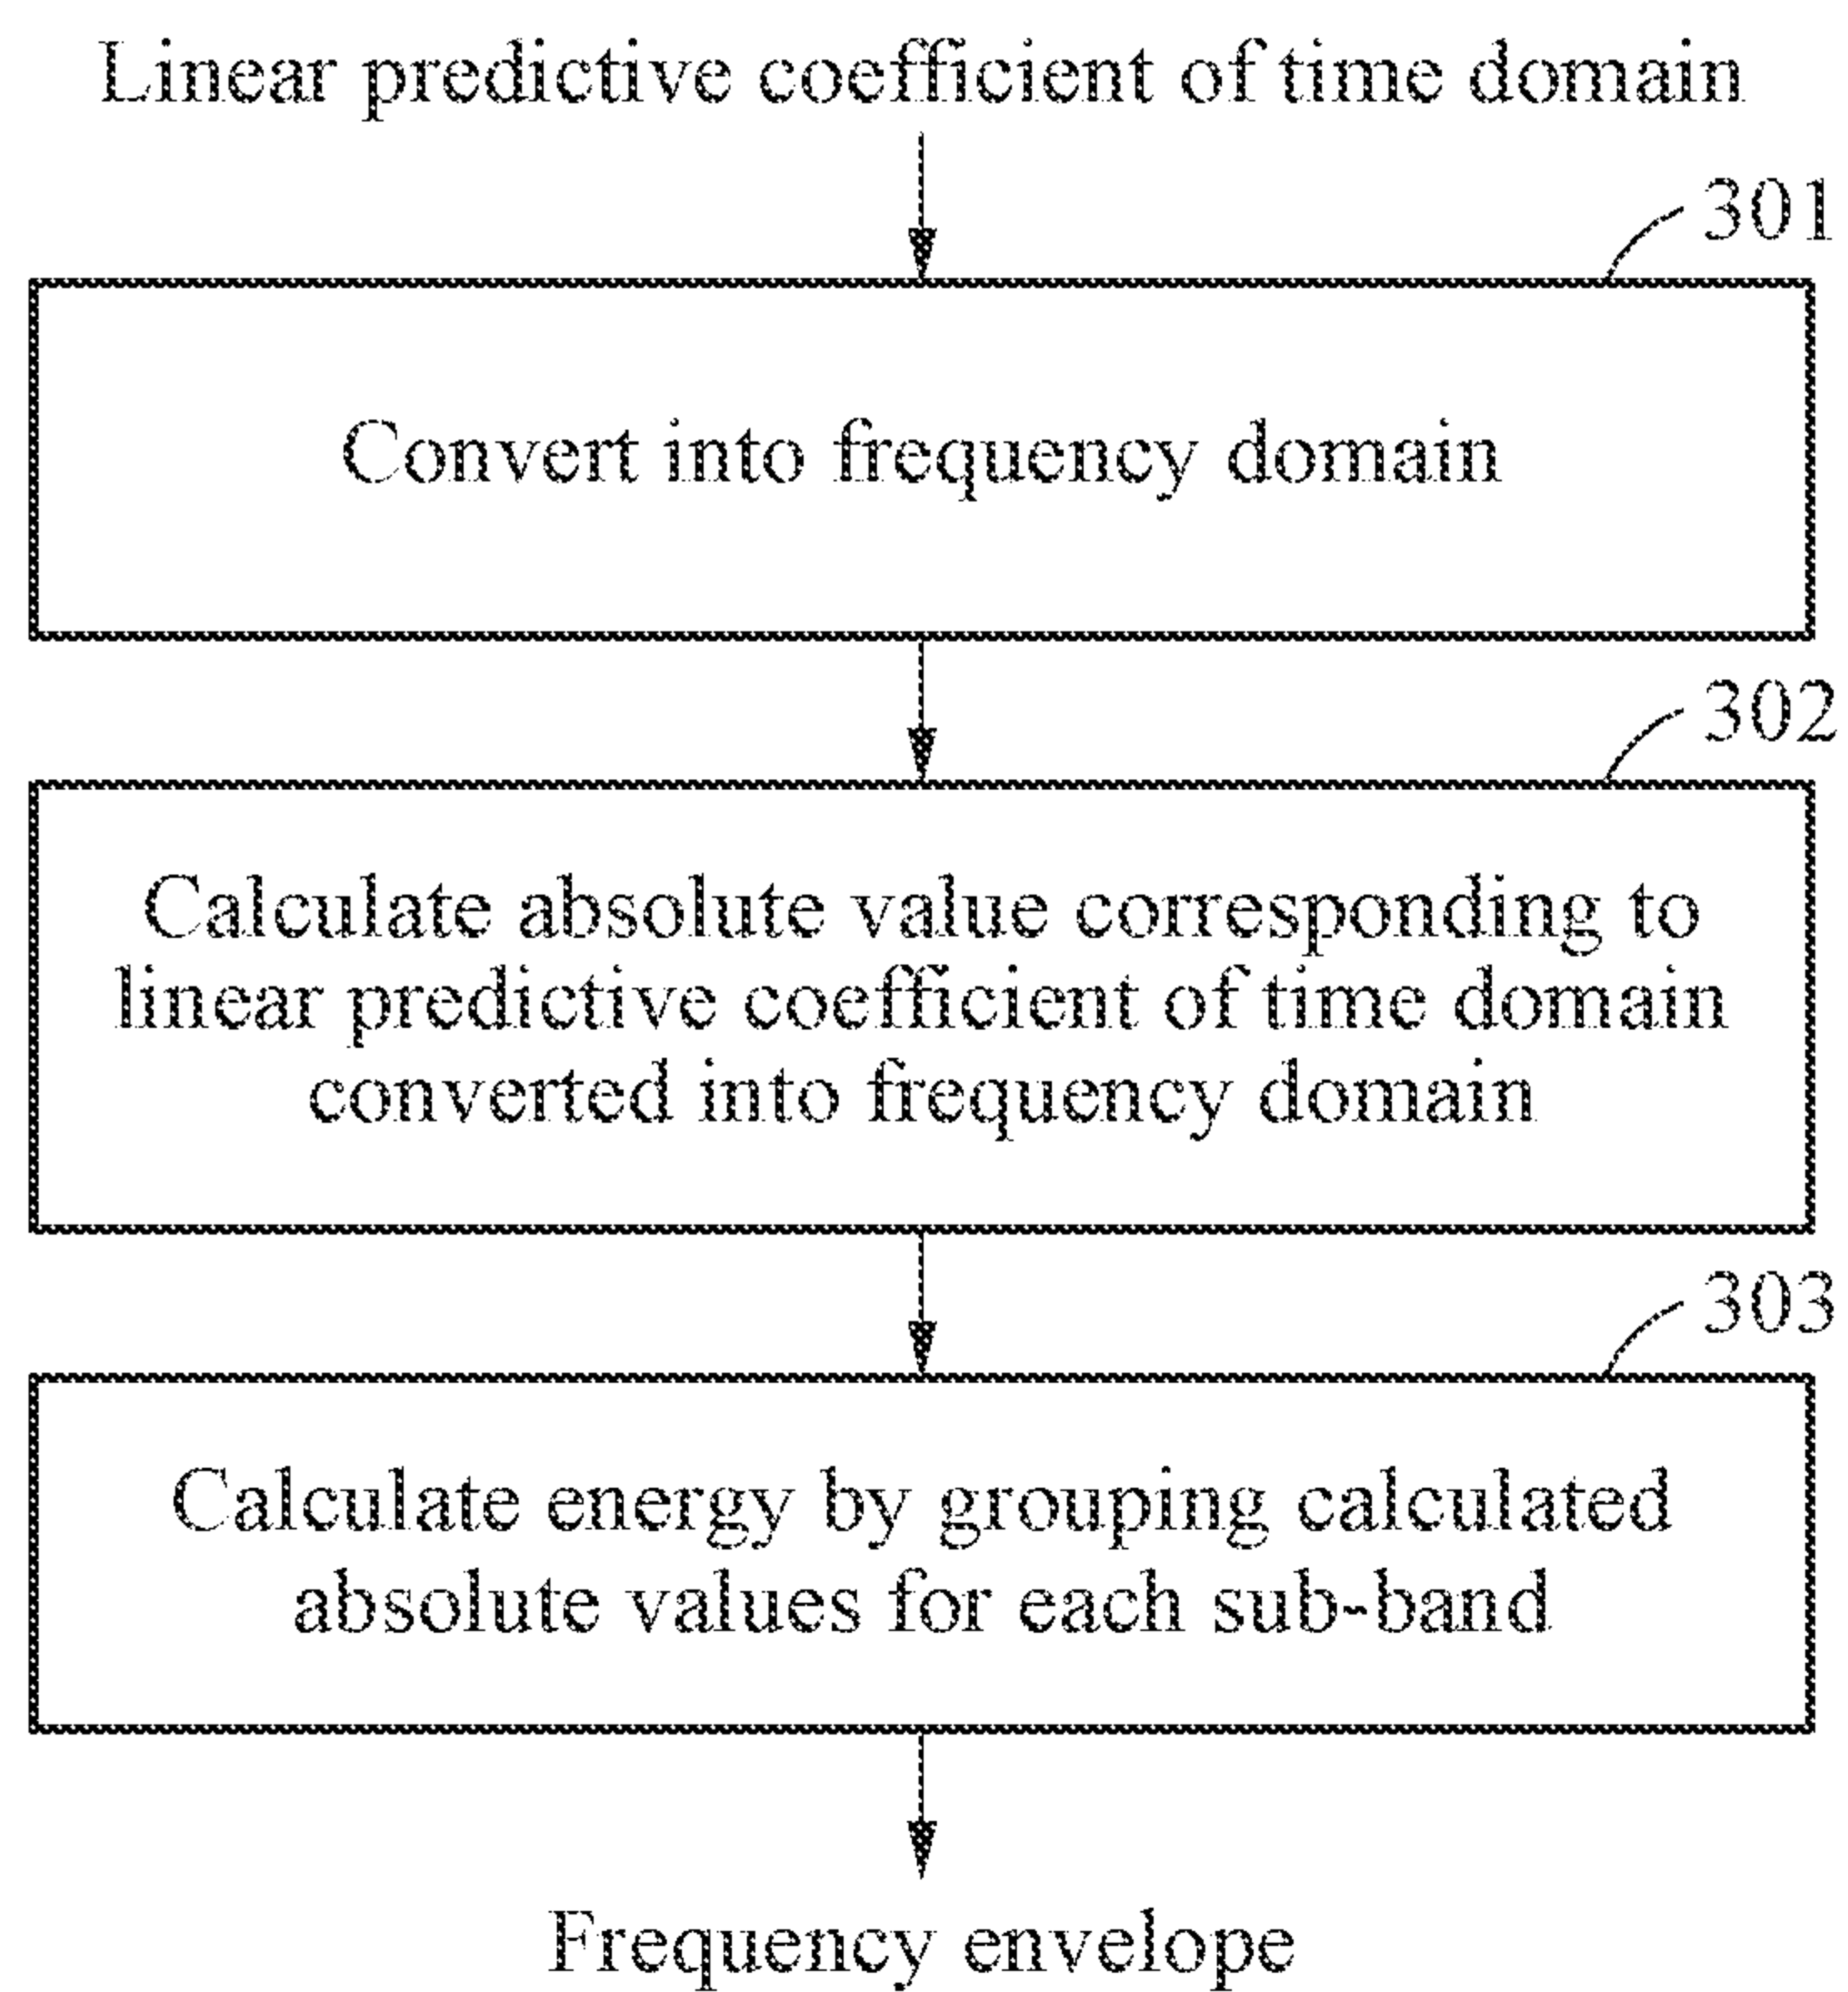 Linear predictive coefficient of time domain
301
Convert into frequency domain
302
Calculate absolute value corresponding to
linear predictive coefficient of time domain
converted into frequency domain
303
Calculate energy by grouping calculated
absolute values for each sub-band
Frequency envelope